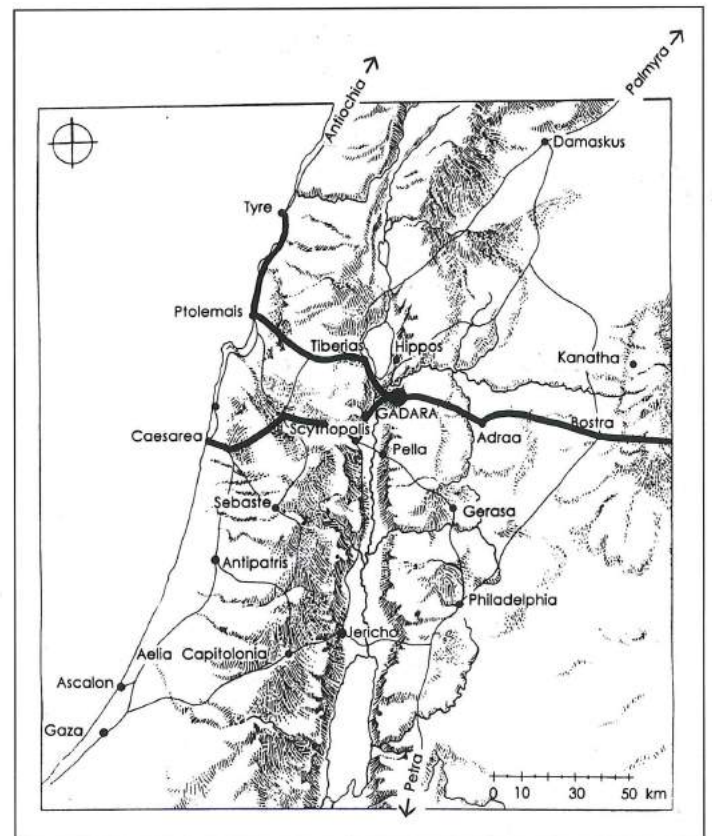 Antiochia
Palmyra
Damaskus
Tyre
Ptolemais
Tiberias
Hippos
Kanatha
GADARA
Bostra
Caesarea
Scythopolis
Adraa
Pella
Sebaste
Gerasa
Antipatris
Philadelphia
Jericho
Aelia Capitolonia
Ascalon
Gaza
Petra
0 10 30 50 km